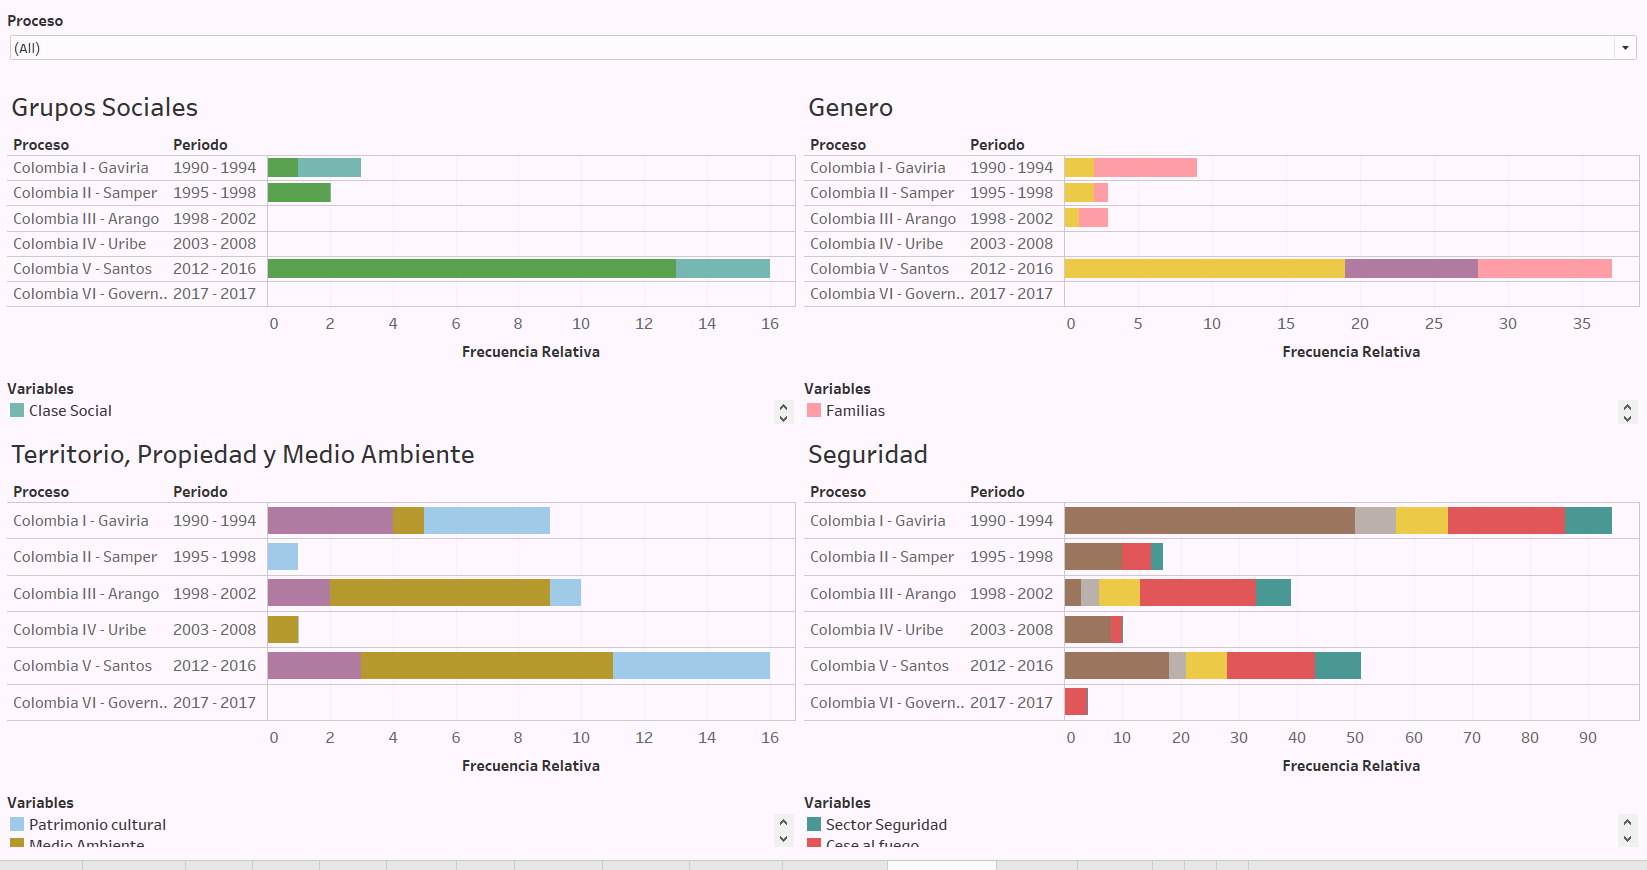 Proceso
(All)
Grupos Sociales
Proceso Periodo
Colombia I - Gaviria 1990 - 1994
Colombia II - Samper 1995 - 1998
Colombia III - Arango 1998 - 2002
Colombia IV - Uribe 2003 - 2008
Colombia V - Santos 2012 - 2016
Colombia VI - Govern.. 2017 - 2017
0 2 4 6 8 10 12 14 16
Frecuencia Relativa
Variables
Clase Social
Genero
Proceso Periodo
Colombia I - Gaviria 1990 - 1994
Colombia II - Samper 1995 - 1998
Colombia III - Arango 1998 - 2002
Colombia IV - Uribe 2003 - 2008
Colombia V - Santos 2012 - 2016
Colombia VI - Govern.. 2017 - 2017
0 5 10 15 20 25 30 35
Frecuencia Relativa
Variables
Familias
Territorio, Propiedad y Medio Ambiente
Proceso Periodo
Colombia I - Gaviria 1990 - 1994
Colombia II - Samper 1995 - 1998
Colombia III - Arango 1998 - 2002
Colombia IV - Uribe 2003 - 2008
Colombia V - Santos 2012 - 2016
Colombia VI - Govern.. 2017 - 2017
0 2 4 6 8 10 12 14 16
Frecuencia Relativa
Variables
Patrimonio cultural
Medio Ambiente
Seguridad
Proceso Periodo
Colombia I - Gaviria 1990 - 1994
Colombia II - Samper 1995 - 1998
Colombia III - Arango 1998 - 2002
Colombia IV - Uribe 2003 - 2008
Colombia V - Santos 2012 - 2016
Colombia VI - Govern.. 2017 - 2017
0 10 20 30 40 50 60 70 80 90
Frecuencia Relativa
Variables
Sector Seguridad
Cese al fuego